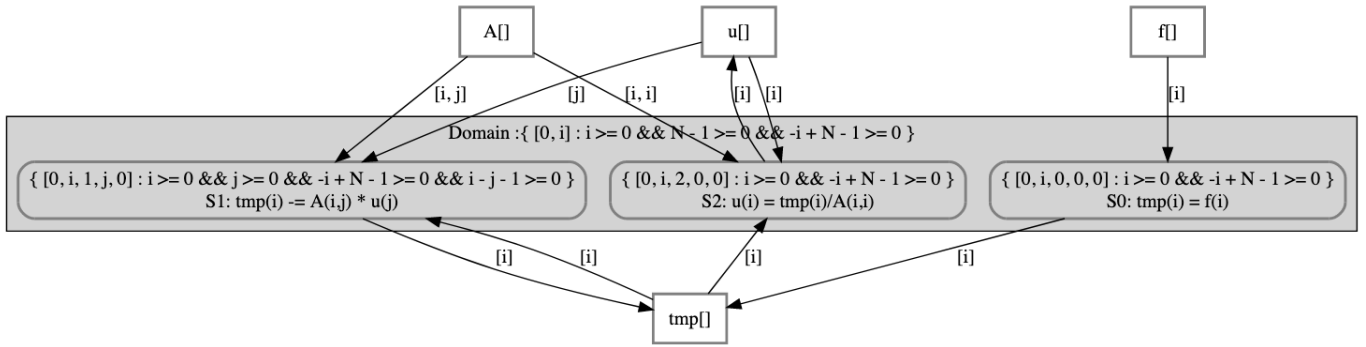 A[]
u[]
f[]
[i, j]
[j]
[i, i]
[i]
[i]
[i]
Domain :{ [0, i] : i >= 0 && N - 1 >= 0 && -i + N - 1 >= 0 }
{ [0, i, 1, j, 0] : i >= 0 && j >= 0 && -i + N - 1 >= 0 && i - j - 1 >= 0 }
S1: tmp(i) -= A(i,j) * u(j)
{ [0, i, 2, 0, 0] : i >= 0 && -i + N - 1 >= 0 }
S2: u(i) = tmp(i)/A(i,i)
{ [0, i, 0, 0, 0] : i >= 0 && -i + N - 1 >= 0 }
S0: tmp(i) = f(i)
[i]
[i]
[i]
[i]
tmp[]